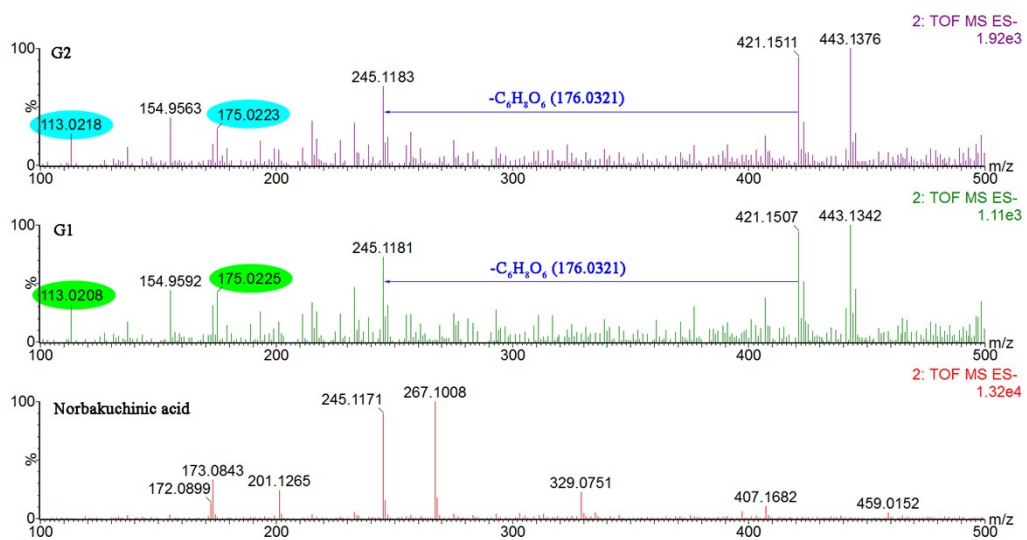 2: TOF MS ES-
1.92e3
100
G2
%
0
113.0218
154.9563
175.0223
245.1183
-C₆H₈O₆ (176.0321)
421.1511
443.1376
100 200 300 400 500 m/z
2: TOF MS ES-
1.11e3
100
G1
%
0
113.0208
154.9592
175.0225
245.1181
-C₆H₈O₆ (176.0321)
421.1507
443.1342
100 200 300 400 500 m/z
2: TOF MS ES-
1.32e4
100
Norbakuchinic acid
%
0
172.0899
173.0843
201.1265
245.1171
267.1008
329.0751
407.1682
459.0152
100 200 300 400 500 m/z